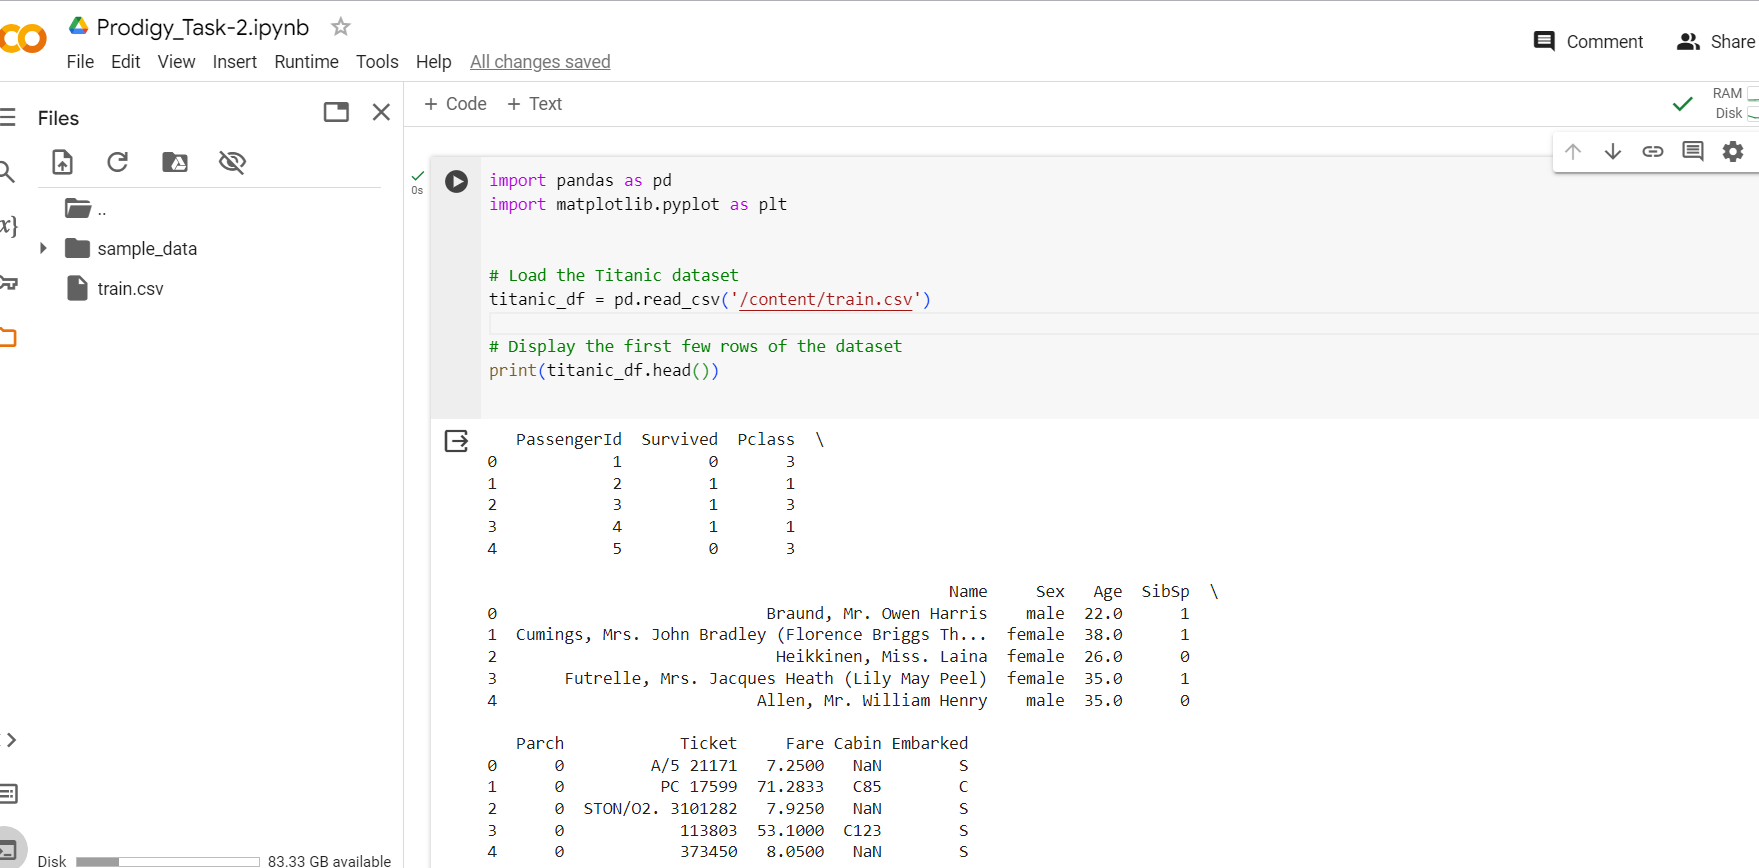 Prodigy_Task-2.ipynb
File Edit View Insert Runtime Tools Help All changes saved
Comment Share
Files
+ Code + Text
RAM
Disk
..
sample_data
train.csv
0s
import pandas as pd
import matplotlib.pyplot as plt
# Load the Titanic dataset
titanic_df = pd.read_csv('/content/train.csv')
# Display the first few rows of the dataset
print(titanic_df.head())
PassengerId Survived Pclass \
0 1 0 3
1 2 1 1
2 3 1 3
3 4 1 1
4 5 0 3
Name Sex Age SibSp \
0 Braund, Mr. Owen Harris male 22.0 1
1 Cumings, Mrs. John Bradley (Florence Briggs Th... female 38.0 1
2 Heikkinen, Miss. Laina female 26.0 0
3 Futrelle, Mrs. Jacques Heath (Lily May Peel) female 35.0 1
4 Allen, Mr. William Henry male 35.0 0
Parch Ticket Fare Cabin Embarked
0 0 A/5 21171 7.2500 NaN S
1 0 PC 17599 71.2833 C85 C
2 0 STON/O2. 3101282 7.9250 NaN S
3 0 113803 53.1000 C123 S
4 0 373450 8.0500 NaN S
Disk 83.33 GB available